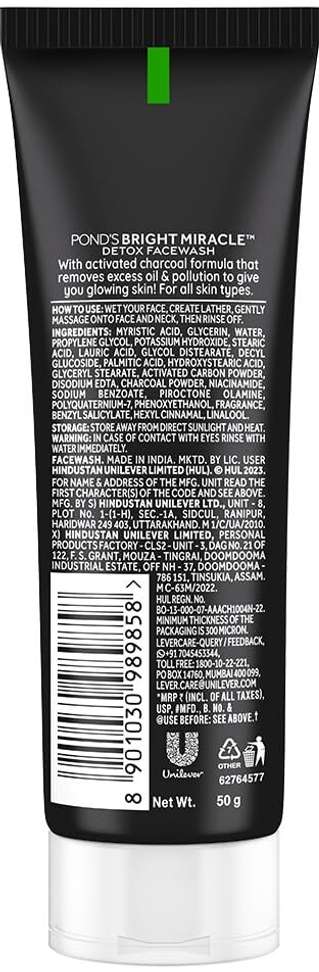 POND'S BRIGHT MIRACLE™
DETOX FACEWASH
With activated charcoal formula that
removes excess oil & pollution to give
you glowing skin! For all skin types.
HOW TO USE: WET YOUR FACE, CREATE LATHER, GENTLY
MASSAGE ONTO FACE AND NECK, THEN RINSE OFF.
INGREDIENTS: MYRISTIC ACID, GLYCERIN, WATER,
PROPYLENE GLYCOL, POTASSIUM HYDROXIDE, STEARIC
ACID, LAURIC ACID, GLYCOL DISTEARATE, DECYL
GLUCOSIDE, PALMITIC ACID, HYDROXYSTEARIC ACID,
GLYCERYL STEARATE, ACTIVATED CARBON POWDER,
DISODIUM EDTA, CHARCOAL POWDER, NIACINAMIDE,
SODIUM BENZOATE, PIROCTONE OLAMINE,
POLYQUATERNIUM-7, PHENOXYETHANOL, FRAGRANCE,
BENZYL SALICYLATE, HEXYL CINNAMAL, LINALOOL.
STORAGE: STORE AWAY FROM DIRECT SUNLIGHT AND HEAT.
WARNING: IN CASE OF CONTACT WITH EYES RINSE WITH
WATER IMMEDIATELY.
FACEWASH. MADE IN INDIA. MKTD. BY LIC. USER
HINDUSTAN UNILEVER LIMITED (HUL). © HUL 2023.
FOR NAME & ADDRESS OF THE MFG. UNIT READ THE
FIRST CHARACTER(S) OF THE CODE AND SEE ABOVE.
MFG. BY S) HINDUSTAN UNILEVER LTD., UNIT - 8,
PLOT No. 1-(1-H), SEC.-1A, SIDCUL, RANIPUR,
HARIDWAR 249 403, UTTARAKHAND. M 1/C/UA/2010.
X) HINDUSTAN UNILEVER LIMITED, PERSONAL
PRODUCTS FACTORY - CLS2 - UNIT - 3, DAG No. 21 OF
122, F. S. GRANT, MOUZA - TINGRAI, DOOMDOOMA
INDUSTRIAL ESTATE, OFF NH - 37, DOOMDOOMA -
786 151, TINSUKIA, ASSAM.
M C-63M/2022.
HUL REGN. No.
BO-13-000-07-AAACH1004N-22.
MINIMUM THICKNESS OF THE
PACKAGING IS 300 MICRON.
LEVERCARE-QUERY / FEEDBACK,
+91 7045453344,
TOLL FREE: 1800-10-22-221,
PO BOX 14760, MUMBAI 400 099,
LEVER.CARE@UNILEVER.COM
*MRP ₹ (INCL. OF ALL TAXES),
USP, #MFD., B. No. &
@USE BEFORE: SEE ABOVE.†
8 901030 989858 >
Unilever
OTHER
62764577
Net Wt. 50 g